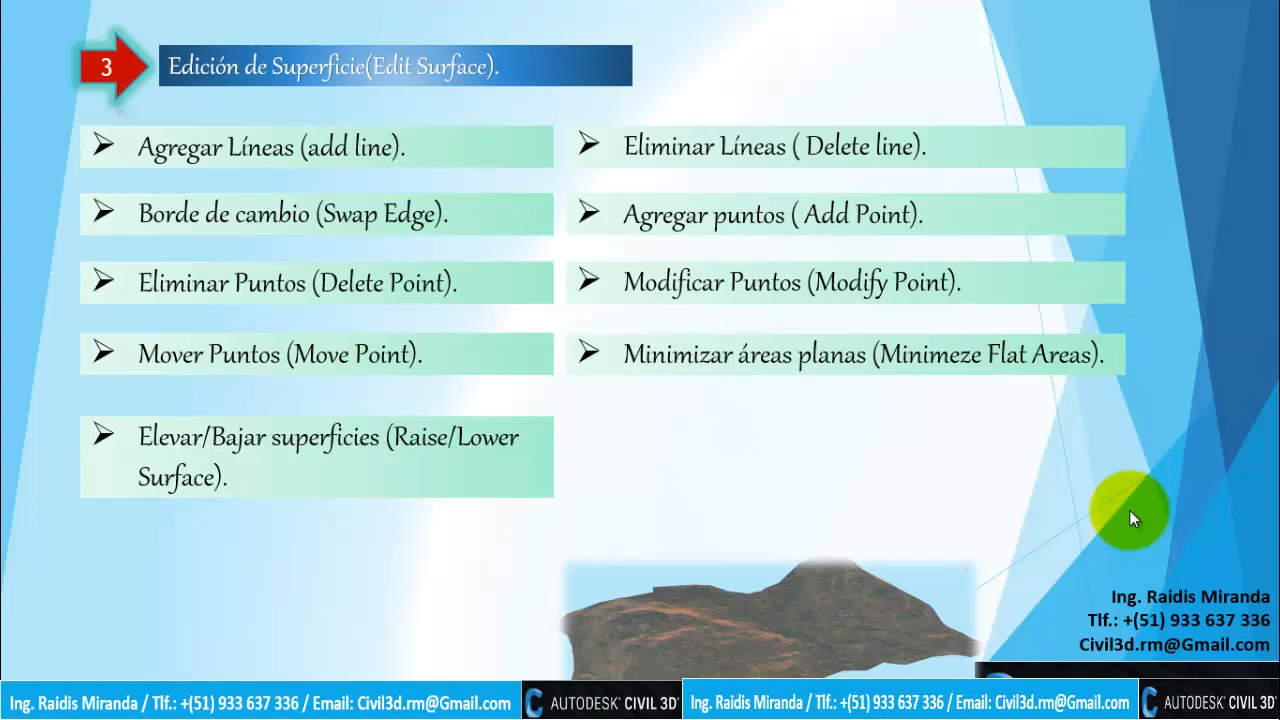 3
Edición de Superficie(Edit Surface).
Agregar Líneas (add line).
Eliminar Líneas ( Delete line).
Borde de cambio (Swap Edge).
Agregar puntos ( Add Point).
Eliminar Puntos (Delete Point).
Modificar Puntos (Modify Point).
Mover Puntos (Move Point).
Minimizar áreas planas (Minimeze Flat Areas).
Elevar/Bajar superficies (Raise/Lower
Surface).
Ing. Raidis Miranda
Tlf.: +(51) 933 637 336
Civil3d.rm@Gmail.com
Ing. Raidis Miranda / Tlf.: +(51) 933 637 336 / Email: Civil3d.rm@Gmail.com
AUTODESK® CIVIL 3D®
Ing. Raidis Miranda / Tlf.: +(51) 933 637 336 / Email: Civil3d.rm@Gmail.com
AUTODESK® CIVIL 3D